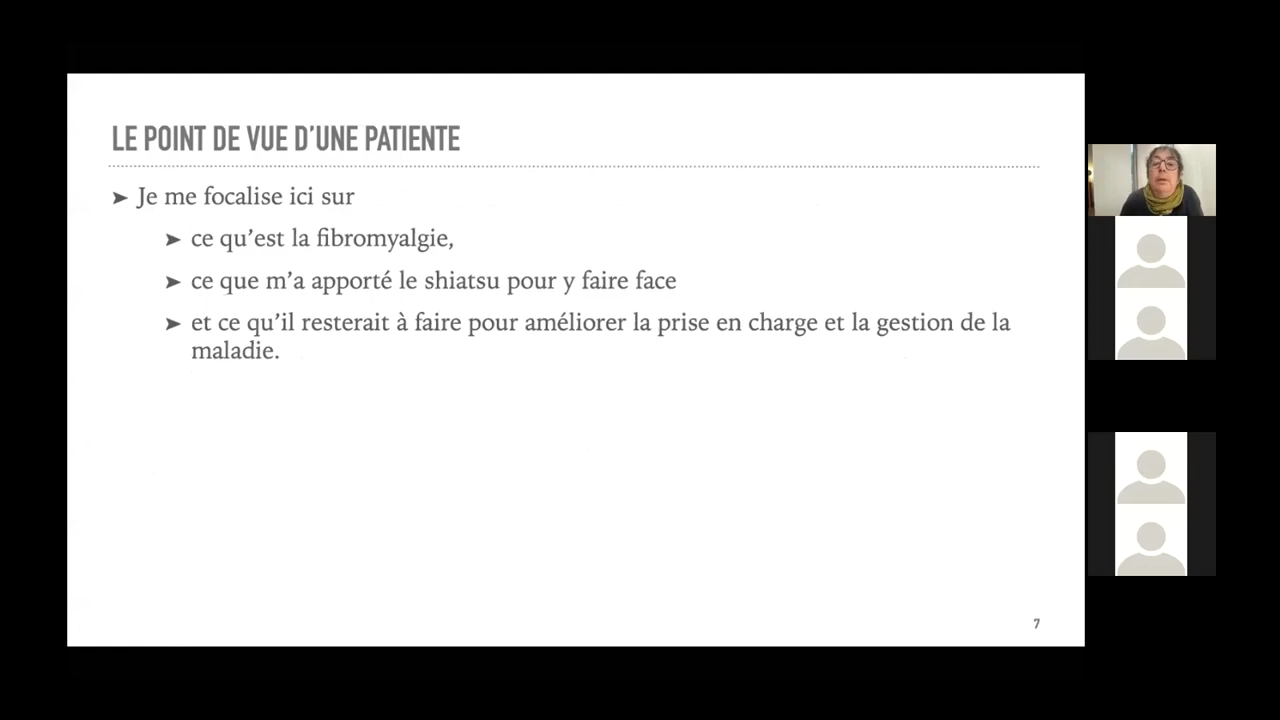 LE POINT DE VUE D’UNE PATIENTE
➤ Je me focalise ici sur
➤ ce qu’est la fibromyalgie,
➤ ce que m’a apporté le shiatsu pour y faire face
➤ et ce qu’il resterait à faire pour améliorer la prise en charge et la gestion de la
maladie.
7